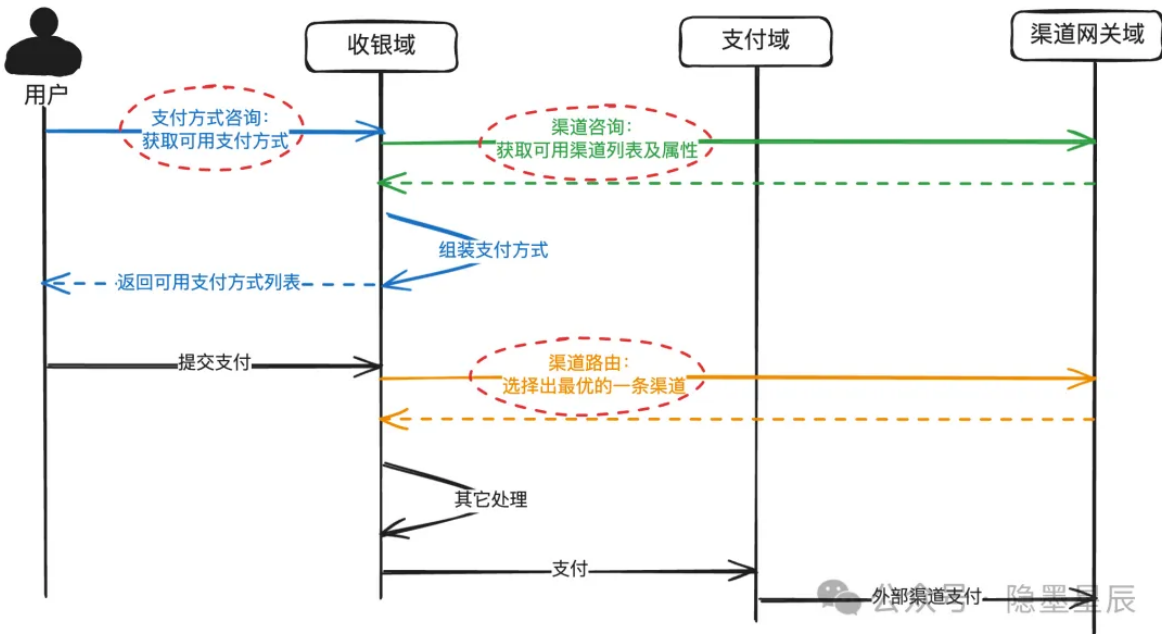 收银域
支付域
渠道网关域
用户
支付方式咨询：
获取可用支付方式
渠道咨询：
获取可用渠道列表及属性
组装支付方式
返回可用支付方式列表
提交支付
渠道路由：
选择出最优的一条渠道
其它处理
支付
外部渠道支付
公众号 隐墨星辰